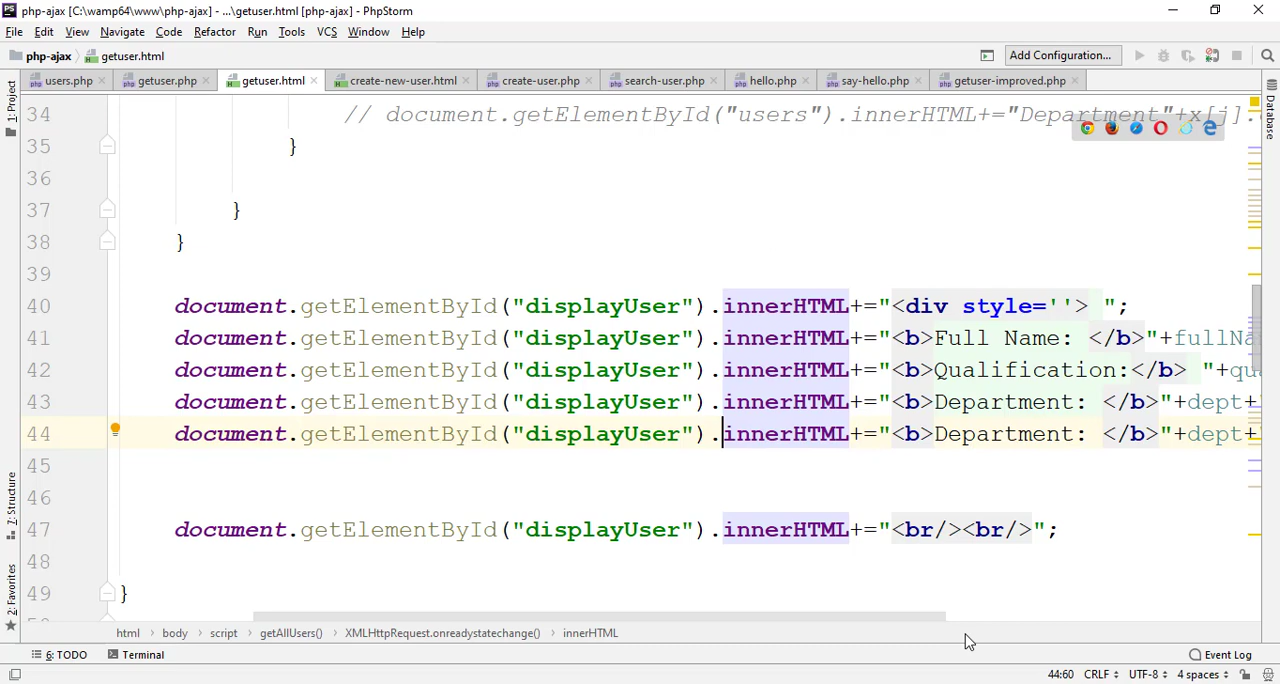 php-ajax [C:\wamp64\www\php-ajax] - ...\getuser.html [php-ajax] - PhpStorm
File Edit View Navigate Code Refactor Run Tools VCS Window Help
php-ajax getuser.html Add Configuration...
users.php getuser.php getuser.html create-new-user.html create-user.php search-user.php hello.php say-hello.php getuser-improved.php
1: Project
Database
34 // document.getElementById("users").innerHTML+="Department"+x[j].
35 }
36
37 }
38 }
39
40 document.getElementById("displayUser").innerHTML+="<div style=''> ";
41 document.getElementById("displayUser").innerHTML+="<b>Full Name: </b>"+fullNa
42 document.getElementById("displayUser").innerHTML+="<b>Qualification:</b> "+qu
43 document.getElementById("displayUser").innerHTML+="<b>Department: </b>"+dept+
44 document.getElementById("displayUser").innerHTML+="<b>Department: </b>"+dept+
45
46
47 document.getElementById("displayUser").innerHTML+="<br/><br/>";
48
49 }
7: Structure
2: Favorites
html body script getAllUsers() XMLHttpRequest.onreadystatechange() innerHTML
6: TODO Terminal Event Log
44:60 CRLF UTF-8 4 spaces